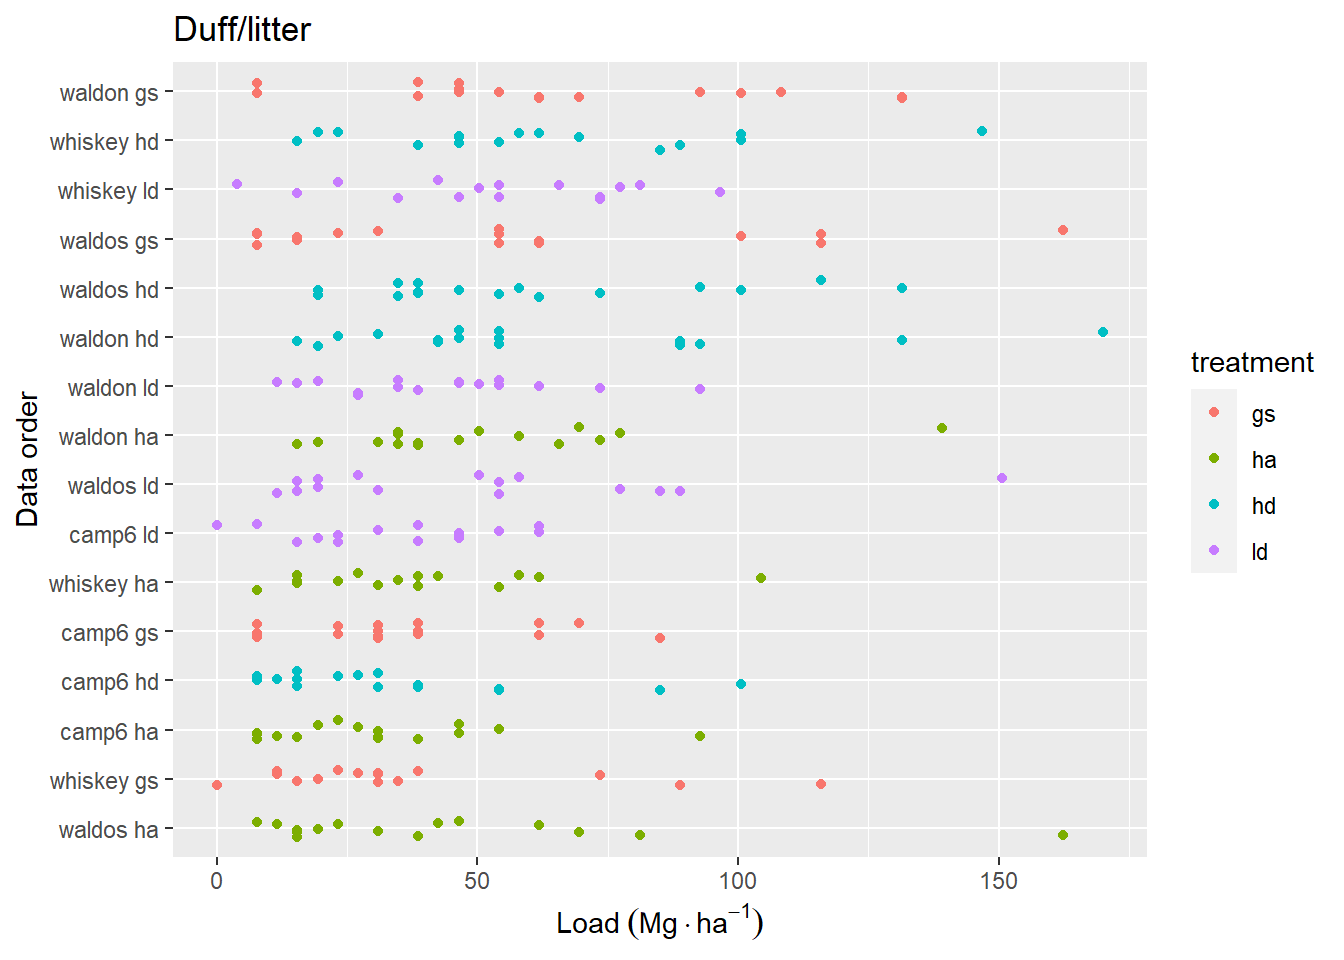 Duff/litter
waldon gs
whiskey hd
whiskey ld
waldos gs
waldos hd
waldon hd
waldon ld
waldon ha
waldos ld
camp6 ld
whiskey ha
camp6 gs
camp6 hd
camp6 ha
whiskey gs
waldos ha
Data order
0 50 100 150
Load (Mg · ha⁻¹)
treatment
gs
ha
hd
ld